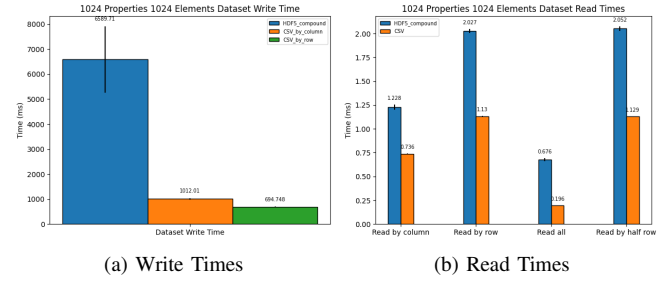 1024 Properties 1024 Elements Dataset Write Time
6589.71
HDF5_compound
CSV_by_column
CSV_by_row
8000
7000
6000
5000
4000
3000
2000
1000
0
Time (ms)
1012.01
694.748
Dataset Write Time
(a) Write Times
1024 Properties 1024 Elements Dataset Read Times
HDF5_compound
CSV
2.00
1.75
1.50
1.25
1.00
0.75
0.50
0.25
0.00
Time (ms)
1.228
0.736
2.027
1.13
0.676
0.196
2.052
1.129
Read by column
Read by row
Read all
Read by half row
(b) Read Times